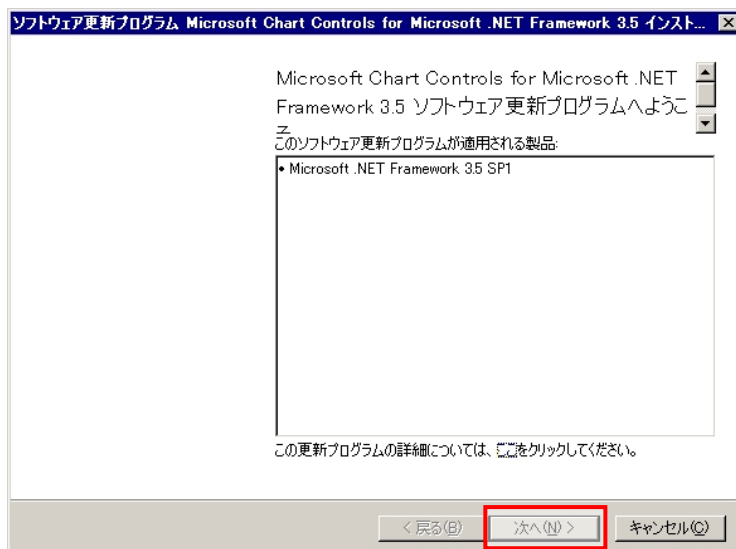 ソフトウェア更新プログラム Microsoft Chart Controls for Microsoft .NET Framework 3.5 インスト...
Microsoft Chart Controls for Microsoft .NET
Framework 3.5 ソフトウェア更新プログラムへようこ
そ
このソフトウェア更新プログラムが適用される製品:
• Microsoft .NET Framework 3.5 SP1
この更新プログラムの詳細については、ここをクリックしてください。
< 戻る(B)
次へ(N) >
キャンセル(C)